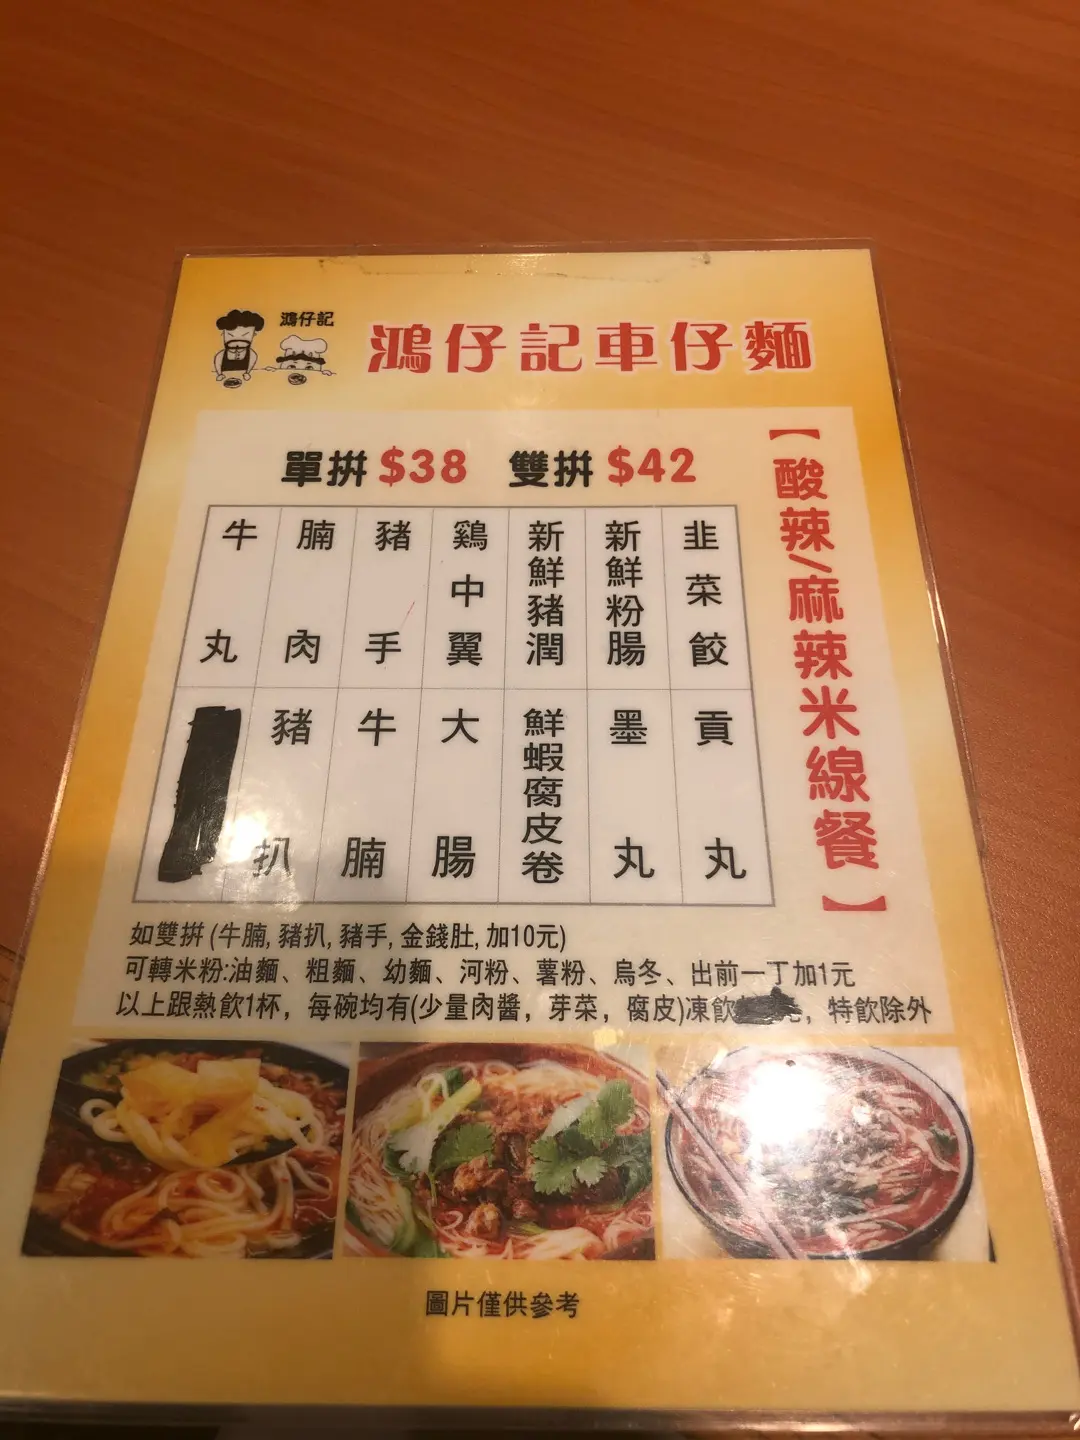 鴻仔記
鴻仔記車仔麵
單拚 $38 雙拚 $42
【酸辣/麻辣米線餐】
牛丸
腩肉
豬手
鷄中翼
新鮮豬潤
新鮮粉腸
韭菜餃
豬扒
牛腩
大腸
鮮蝦腐皮卷
墨丸
貢丸
如雙拚 (牛腩, 豬扒, 豬手, 金錢肚, 加10元)
可轉米粉:油麵、粗麵、幼麵、河粉、薯粉、烏冬、出前一丁加1元
以上跟熱飲1杯，每碗均有(少量肉醬，芽菜，腐皮)凍飲，特飲除外
圖片僅供參考